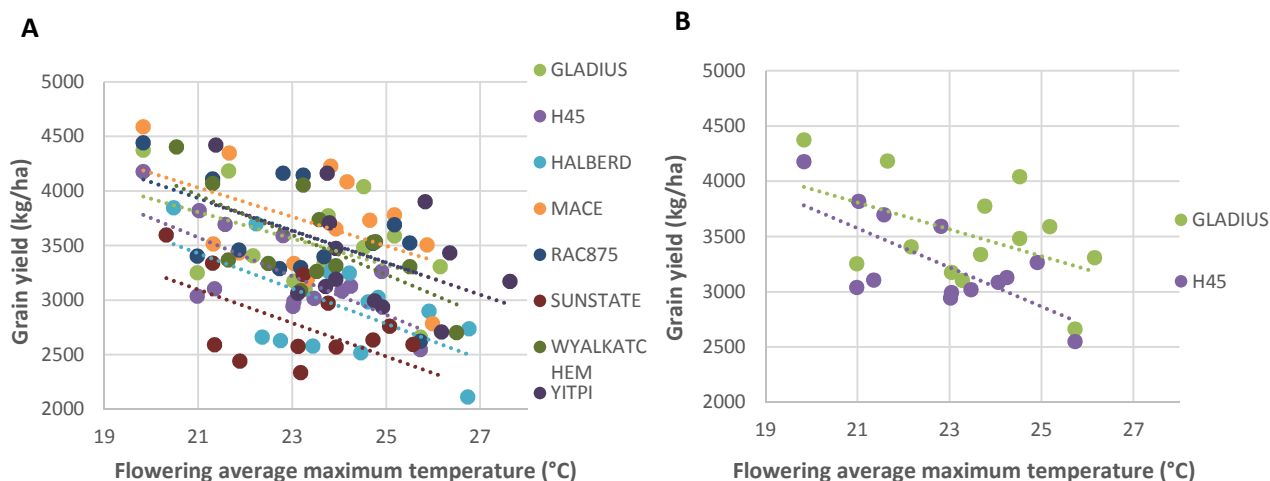 A
5000
4500
4000
3500
3000
2500
2000
19
21
23
25
27
Grain yield (kg/ha)
Flowering average maximum temperature (°C)
GLADIUS
H45
HALBERD
MACE
RAC875
SUNSTATE
WYALKATC
HEM
YITPI
B
5000
4500
4000
3500
3000
2500
2000
19
21
23
25
27
Grain yield (kg/ha)
Flowering average maximum temperature (°C)
GLADIUS
H45